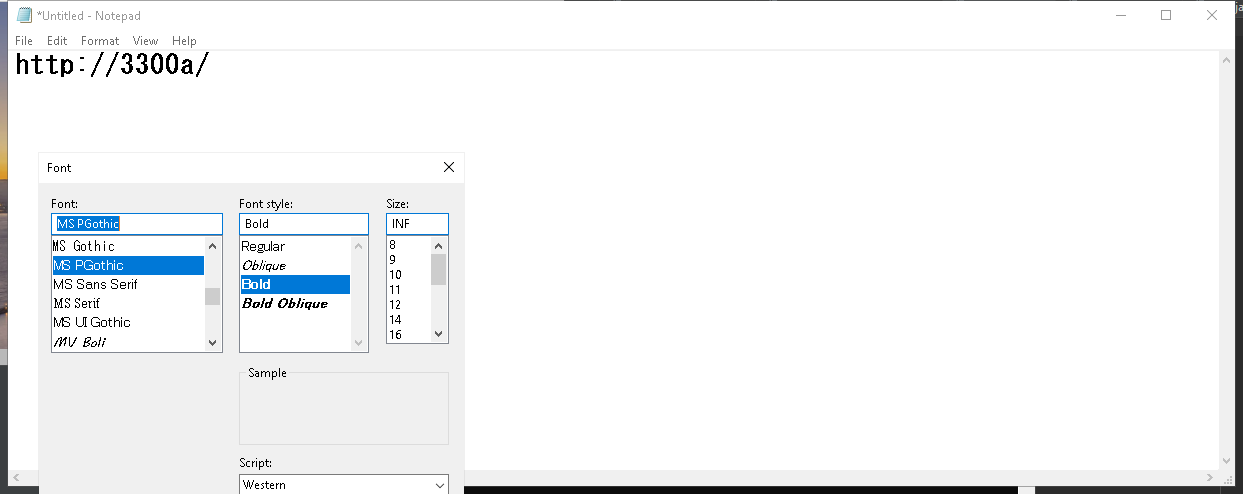 *Untitled - Notepad
File Edit Format View Help
http://3300a/
Font
Font: Font style: Size:
MS PGothic Bold INF
MS Gothic Regular 8
MS PGothic Oblique 9
MS Sans Serif Bold 10
MS Serif Bold Oblique 11
MS UI Gothic 12
MV Boli 14
16
Sample
Script:
Western